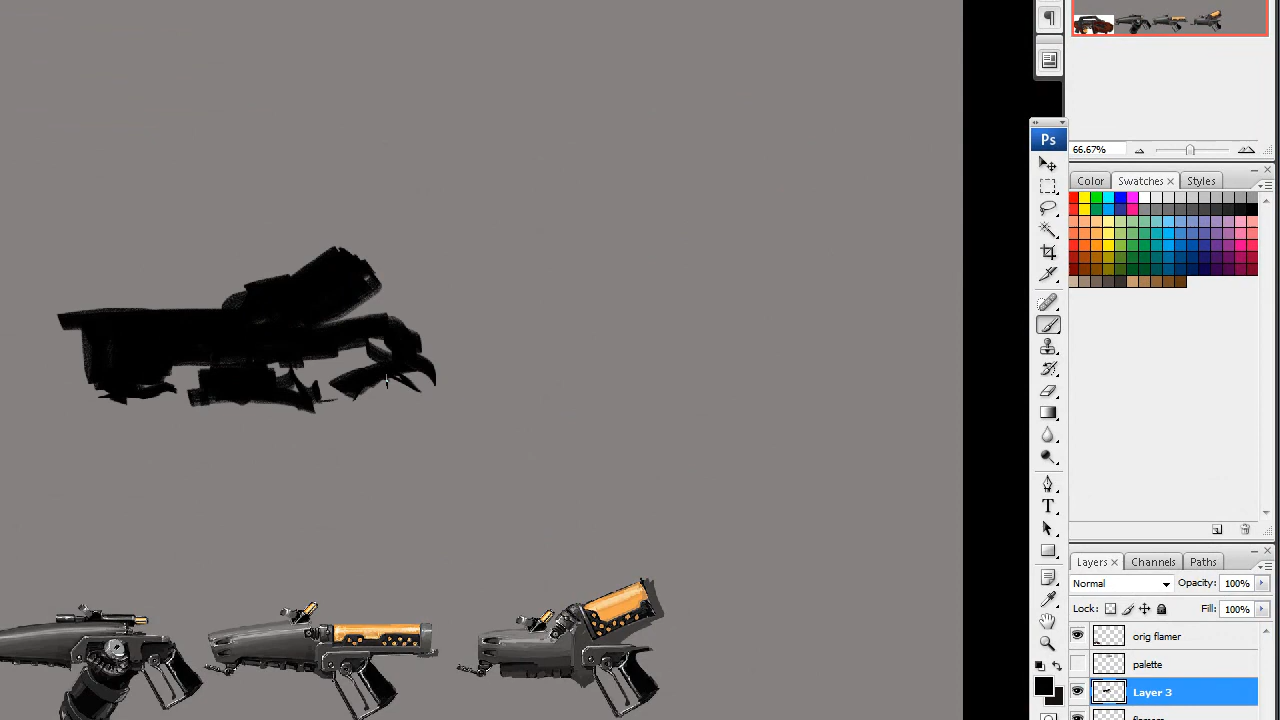 66.67%
Color Swatches Styles
Ps
T
Layers Channels Paths
Normal Opacity: 100%
Lock: Fill: 100%
orig flamer
palette
Layer 3